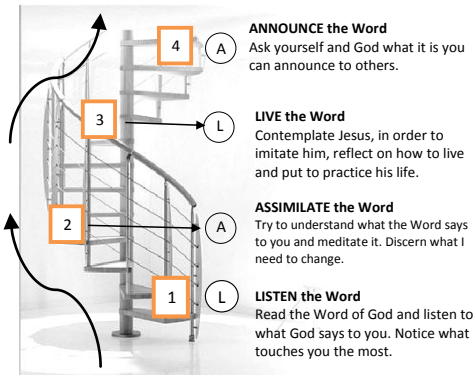 4
A
ANNOUNCE the Word
Ask yourself and God what it is you
can announce to others.
3
L
LIVE the Word
Contemplate Jesus, in order to
imitate him, reflect on how to live
and put to practice his life.
2
A
ASSIMILATE the Word
Try to understand what the Word says
to you and meditate it. Discern what I
need to change.
1
L
LISTEN the Word
Read the Word of God and listen to
what God says to you. Notice what
touches you the most.